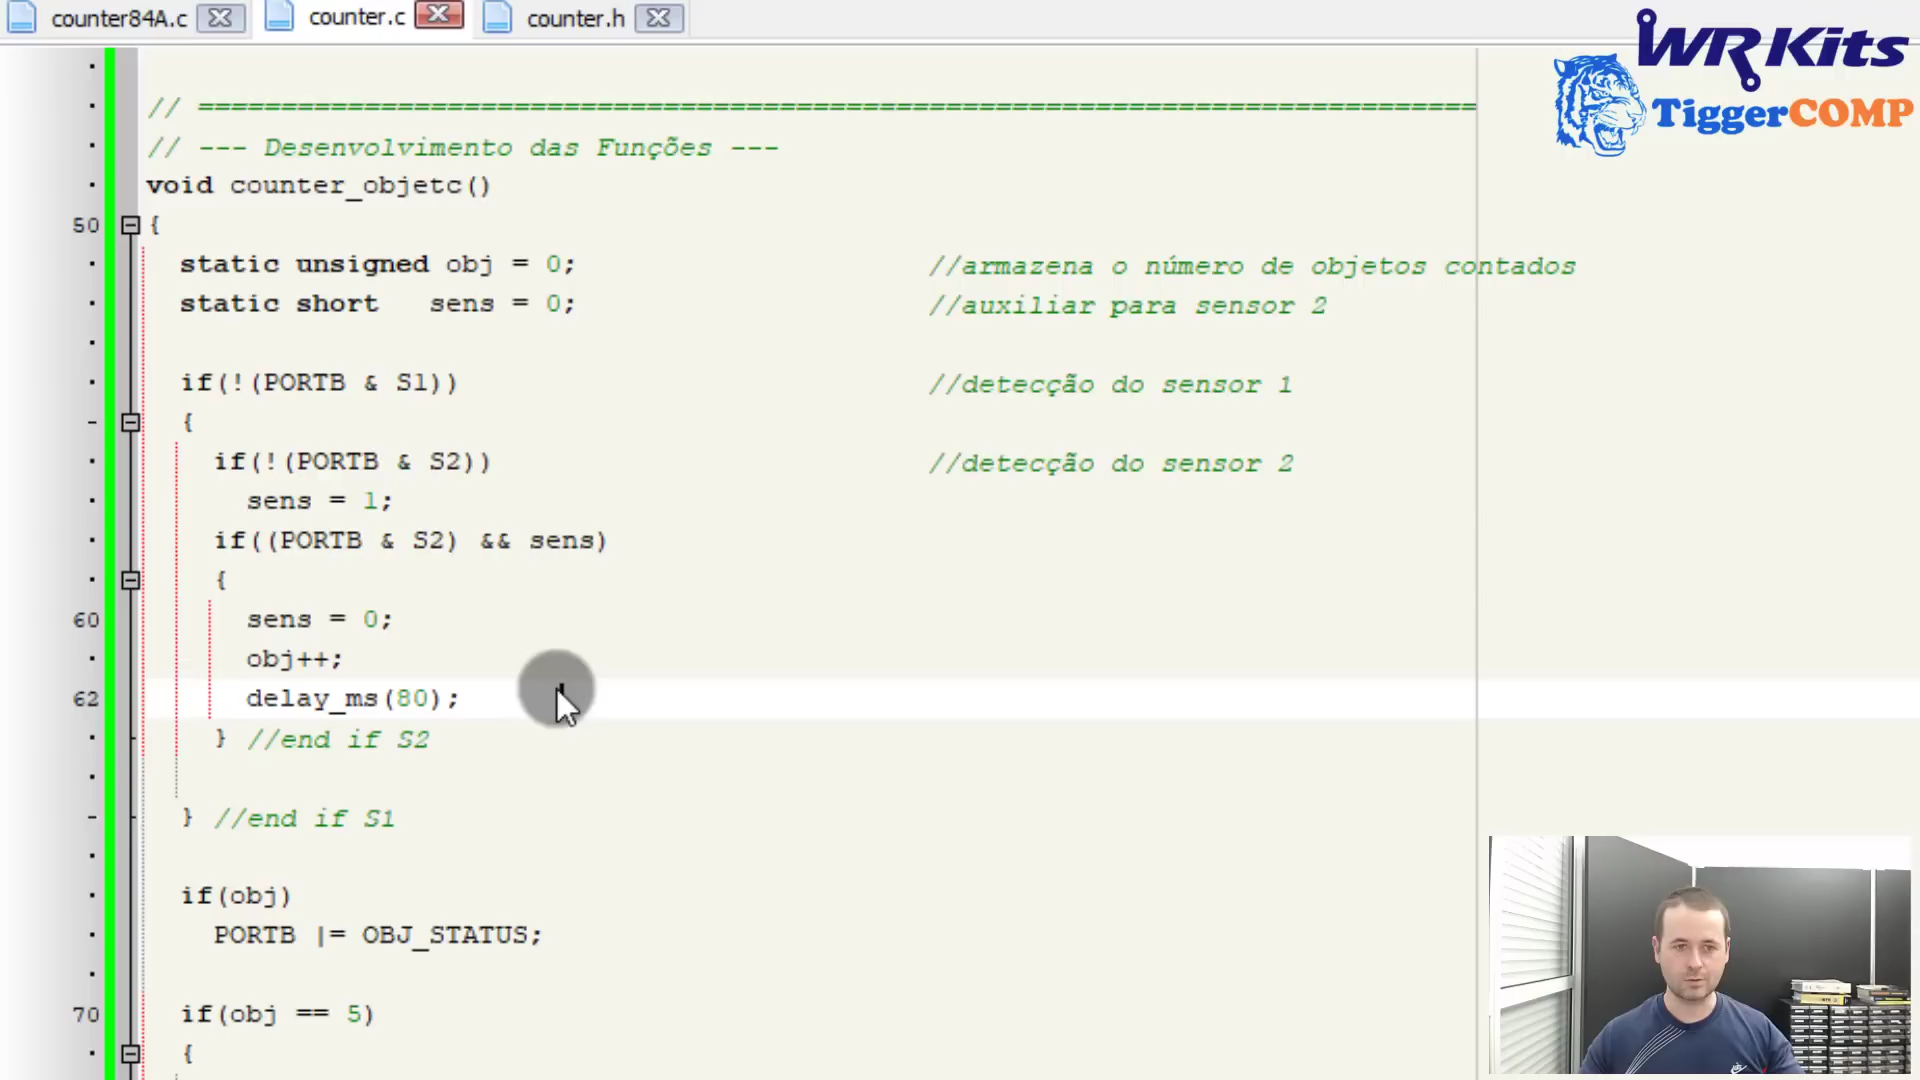 counter84A.c counter.c counter.h
WR Kits
TiggerCOMP
// =============================================================================
// --- Desenvolvimento das Funções ---
void counter_objetc()
50 {
static unsigned obj = 0; //armazena o número de objetos contados
static short sens = 0; //auxiliar para sensor 2
if(!(PORTB & S1)) //detecção do sensor 1
{
if(!(PORTB & S2)) //detecção do sensor 2
sens = 1;
if((PORTB & S2) && sens)
{
60 sens = 0;
obj++;
62 delay_ms(80);
} //end if S2
} //end if S1
if(obj)
PORTB |= OBJ_STATUS;
70 if(obj == 5)
{